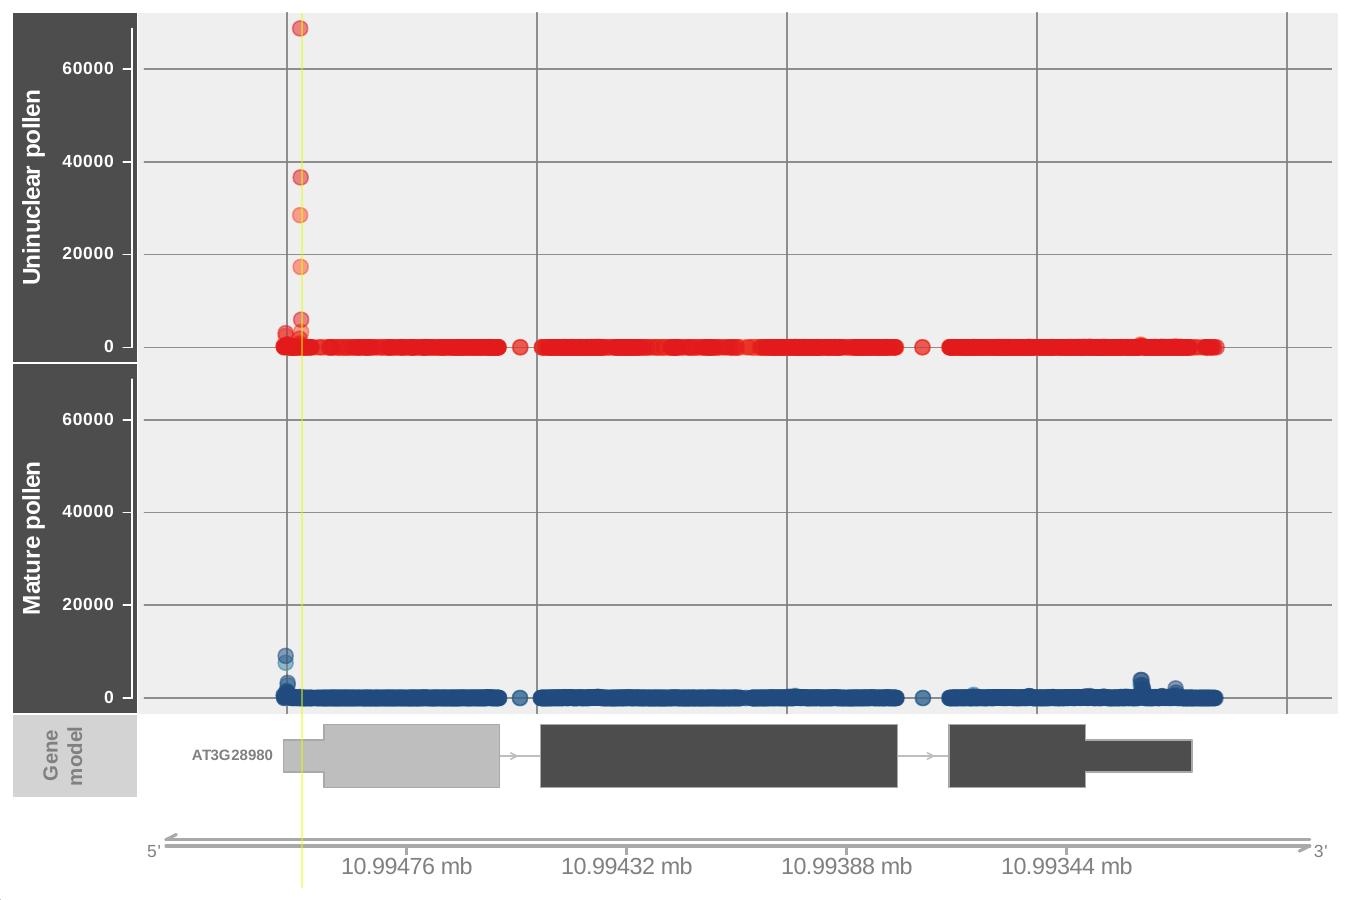 Uninuclear pollen
60000
40000
20000
0
Mature pollen
60000
40000
20000
0
Gene
model
AT3G28980
5'
3'
10.99476 mb
10.99432 mb
10.99388 mb
10.99344 mb